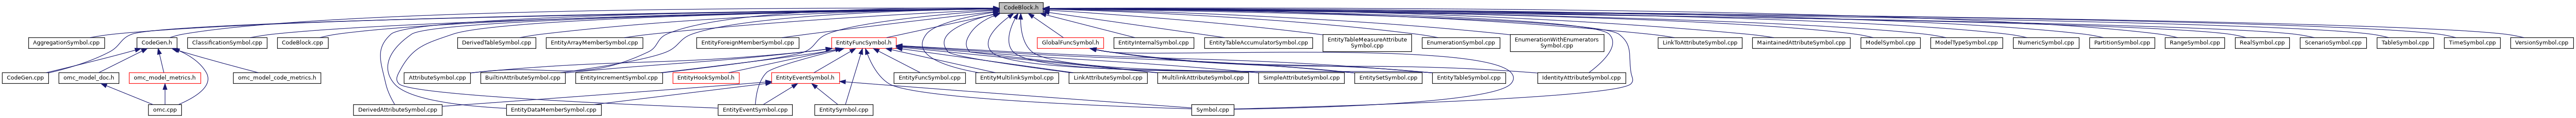 CodeBlock.h
AggregationSymbol.cpp
CodeGen.h
ClassificationSymbol.cpp
CodeBlock.cpp
DerivedTableSymbol.cpp
EntityArrayMemberSymbol.cpp
EntityForeignMemberSymbol.cpp
EntityFuncSymbol.h
GlobalFuncSymbol.h
EntityInternalSymbol.cpp
EntityTableAccumulatorSymbol.cpp
EntityTableMeasureAttribute
Symbol.cpp
EnumerationSymbol.cpp
EnumerationWithEnumerators
Symbol.cpp
LinkToAttributeSymbol.cpp
MaintainedAttributeSymbol.cpp
ModelSymbol.cpp
ModelTypeSymbol.cpp
NumericSymbol.cpp
PartitionSymbol.cpp
RangeSymbol.cpp
RealSymbol.cpp
ScenarioSymbol.cpp
TableSymbol.cpp
TimeSymbol.cpp
VersionSymbol.cpp
CodeGen.cpp
omc_model_doc.h
omc_model_metrics.h
omc_model_code_metrics.h
AttributeSymbol.cpp
BuiltinAttributeSymbol.cpp
EntityIncrementSymbol.cpp
EntityHookSymbol.h
EntityEventSymbol.h
EntityFuncSymbol.cpp
EntityMultilinkSymbol.cpp
LinkAttributeSymbol.cpp
MultilinkAttributeSymbol.cpp
SimpleAttributeSymbol.cpp
EntitySetSymbol.cpp
EntityTableSymbol.cpp
IdentityAttributeSymbol.cpp
omc.cpp
DerivedAttributeSymbol.cpp
EntityDataMemberSymbol.cpp
EntityEventSymbol.cpp
EntitySymbol.cpp
Symbol.cpp